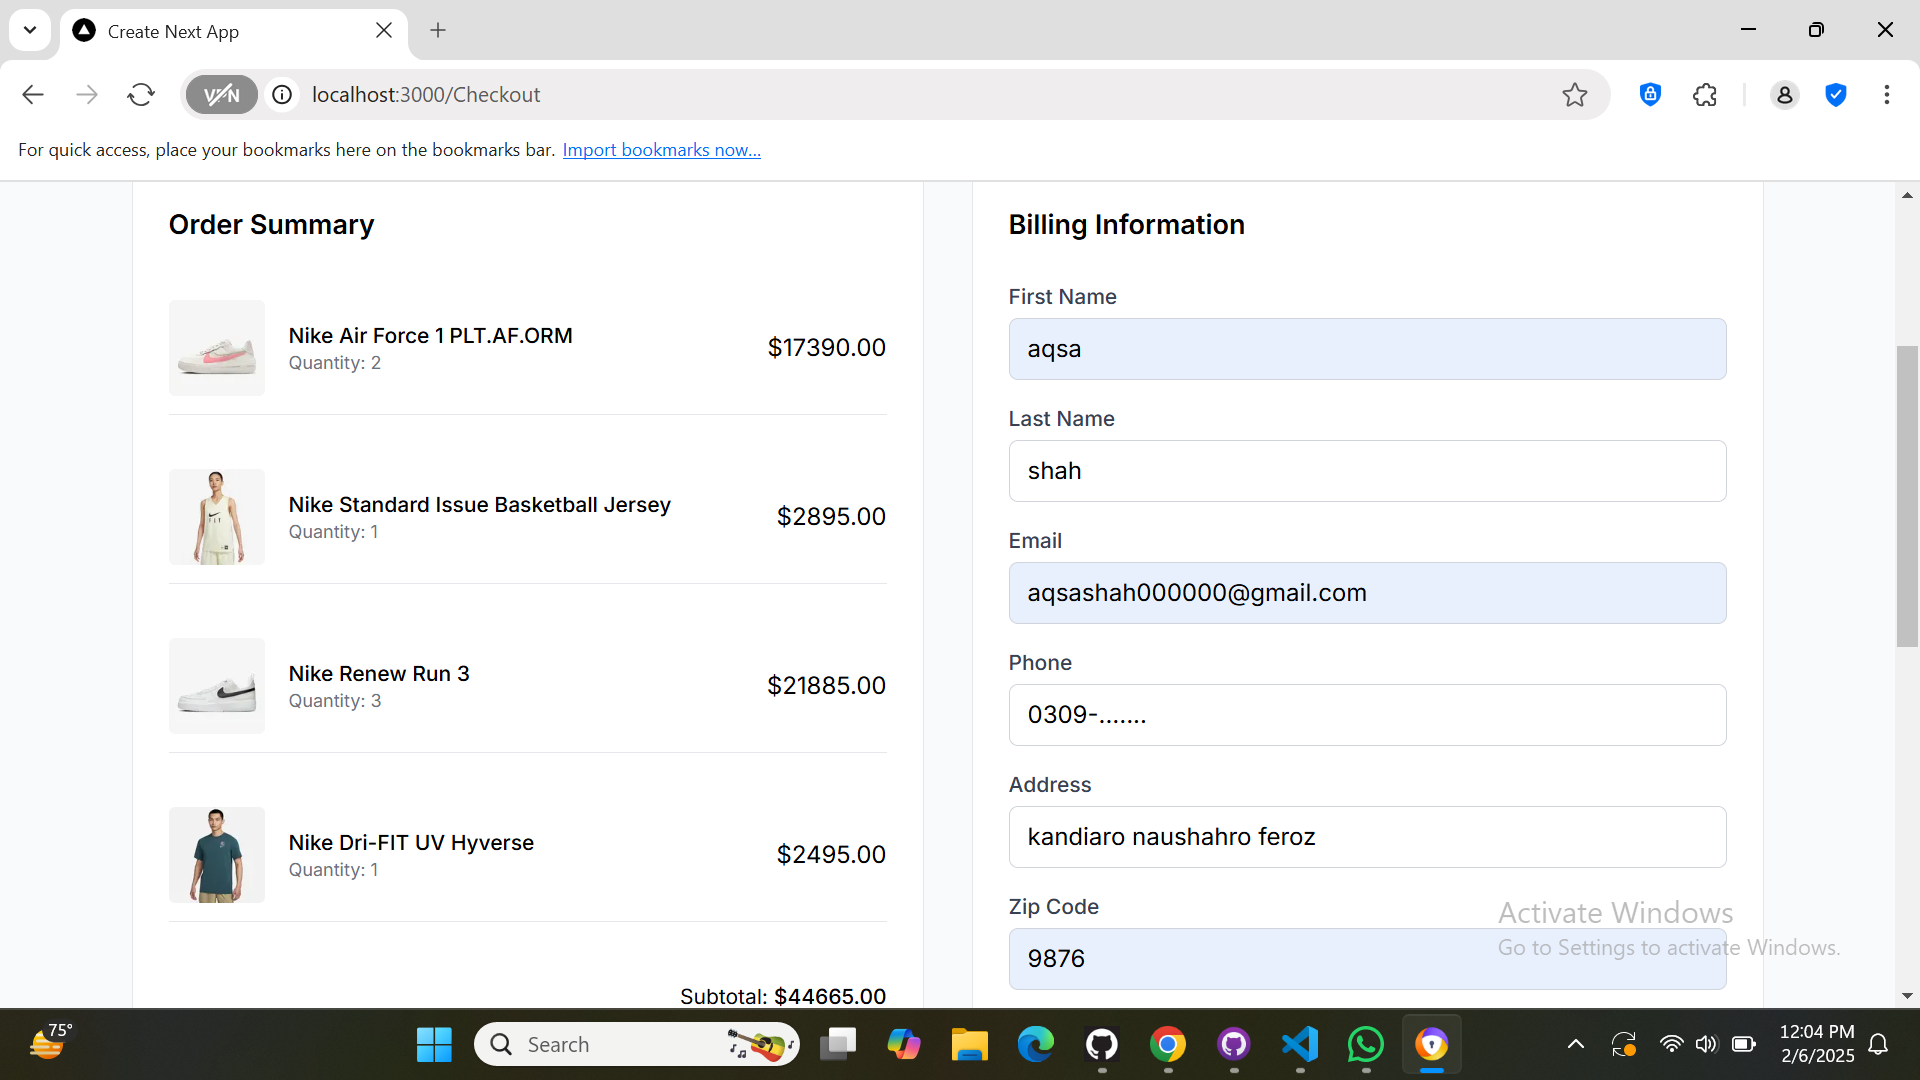 Create Next App
VPN
localhost:3000/Checkout
For quick access, place your bookmarks here on the bookmarks bar. Import bookmarks now...
Order Summary
Nike Air Force 1 PLT.AF.ORM
Quantity: 2
$17390.00
Nike Standard Issue Basketball Jersey
Quantity: 1
$2895.00
Nike Renew Run 3
Quantity: 3
$21885.00
Nike Dri-FIT UV Hyverse
Quantity: 1
$2495.00
Subtotal: $44665.00
Billing Information
First Name
aqsa
Last Name
shah
Email
aqsashah000000@gmail.com
Phone
0309-.......
Address
kandiaro naushahro feroz
Zip Code
9876
Activate Windows
Go to Settings to activate Windows.
75°
Search
12:04 PM
2/6/2025